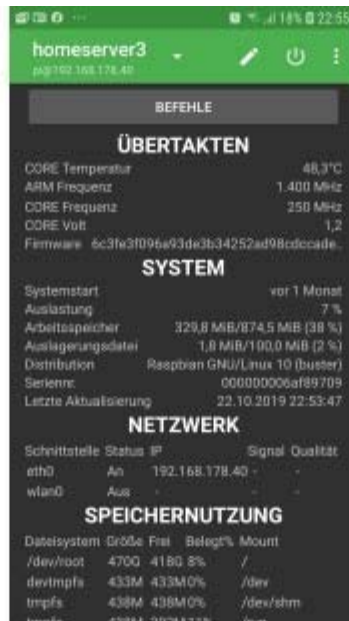 18% 22:55
homeserver3
pi@192.168.178.40
BEFEHLE
ÜBERTAKTEN
CORE Temperatur 48,3°C
ARM Frequenz 1.400 MHz
CORE Frequenz 250 MHz
CORE Volt 1,2
Firmware 6c3fe3f096a93de3b34252ad98cdccade..
SYSTEM
Systemstart vor 1 Monat
Auslastung 7 %
Arbeitsspeicher 329,8 MiB/874,5 MiB (38 %)
Auslagerungsdatei 1,8 MiB/100,0 MiB (2 %)
Distribution Raspbian GNU/Linux 10 (buster)
Seriennr. 000000006af89709
Letzte Aktualisierung 22.10.2019 22:53:47
NETZWERK
Schnittstelle Status IP Signal Qualität
eth0 An 192.168.178.40 - -
wlan0 Aus - - -
SPEICHERNUTZUNG
Dateisystem Größe Frei Belegt% Mount
/dev/root 470G 418G 8% /
devtmpfs 433M 433M 0% /dev
tmpfs 438M 438M 0% /dev/shm